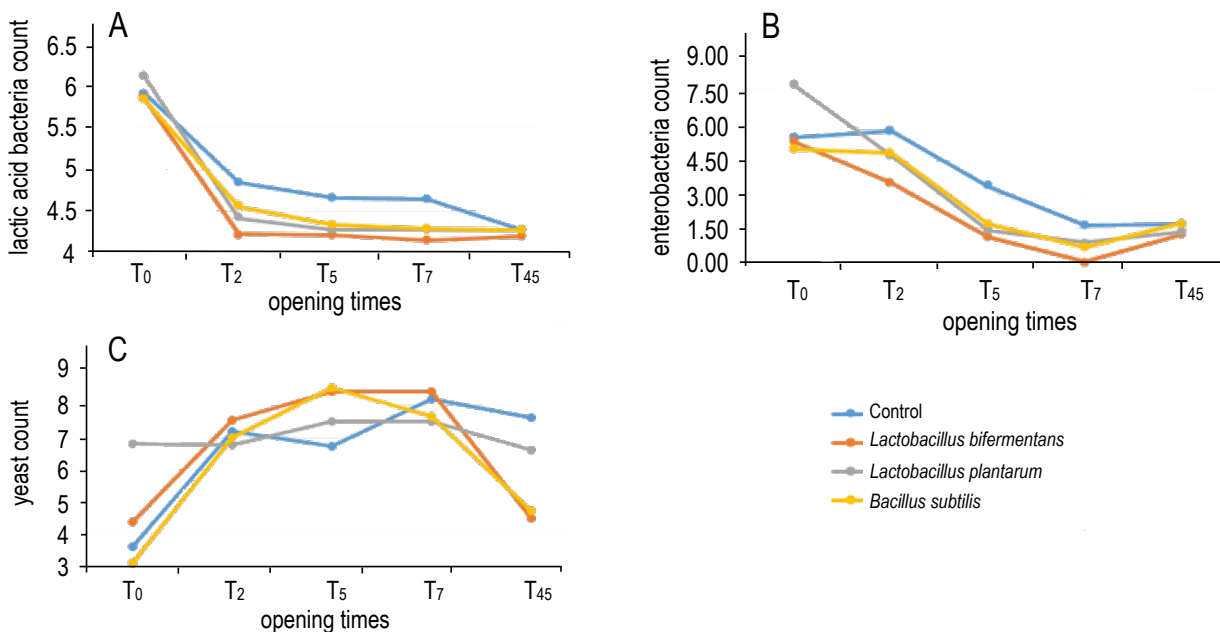 A
lactic acid bacteria count
6.5
6
5.5
5
4.5
4
T0 T2 T5 T7 T45
opening times
B
enterobacteria count
9.00
7.50
6.00
4.50
3.00
1.50
0.00
T0 T2 T5 T7 T45
opening times
C
yeast count
9
8
7
6
5
4
3
T0 T2 T5 T7 T45
opening times
Control
Lactobacillus bifermentans
Lactobacillus plantarum
Bacillus subtilis